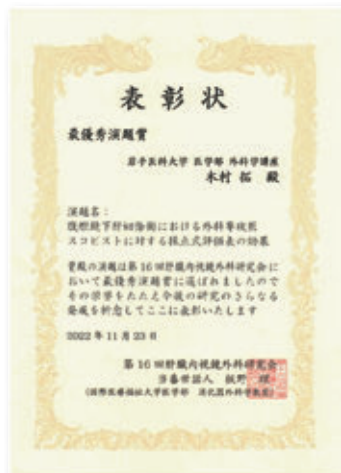 表彰状
最優秀演題賞
岩手医科大学 医学部 外科学講座
木村 拓 殿
演題名：
腹腔鏡下肝切除術における外科専攻医
スコピストに対する採点式評価表の効果
貴殿の演題は第16回肝臓内視鏡外科研究会に
おいて最優秀演題賞に選ばれましたので
その栄誉をたたえ今後の研究のさらなる
発展を祈念してここに表彰いたします
2022年11月23日
第16回肝臓内視鏡外科研究会
当番世話人 板野 理
(国際医療福祉大学医学部 消化器外科学教室)